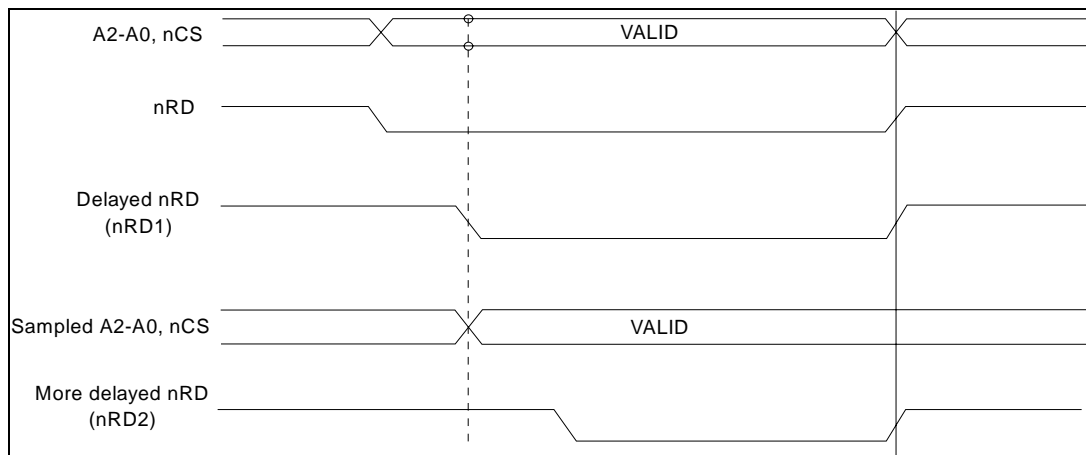 A2-A0, nCS
VALID
nRD
Delayed nRD
(nRD1)
Sampled A2-A0, nCS
VALID
More delayed nRD
(nRD2)